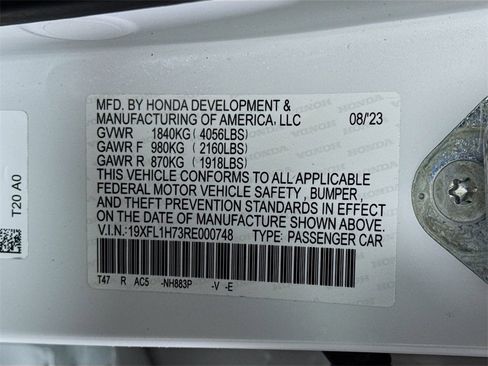 MFD. BY HONDA DEVELOPMENT &
MANUFACTURING OF AMERICA, LLC 08/'23
GVWR 1840KG ( 4056LBS)
GAWR F 980KG ( 2160LBS)
GAWR R 870KG ( 1918LBS)
THIS VEHICLE CONFORMS TO ALL APPLICABLE
FEDERAL MOTOR VEHICLE SAFETY , BUMPER ,
AND THEFT PREVENTION STANDARDS IN EFFECT
ON THE DATE OF MANUFACTURE SHOWN ABOVE.
V.I.N.:19XFL1H73RE000748 TYPE: PASSENGER CAR
T47 R AC5 -NH883P -V -E
T20 A0